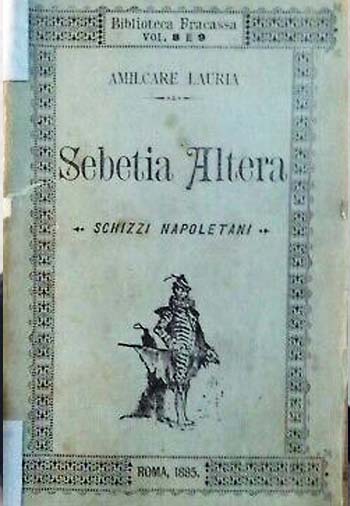 Biblioteca Fracassa
VOL. 8 E 9
AMILCARE LAURIA
Sebetia Altera
SCHIZZI NAPOLETANI
ROMA, 1885.